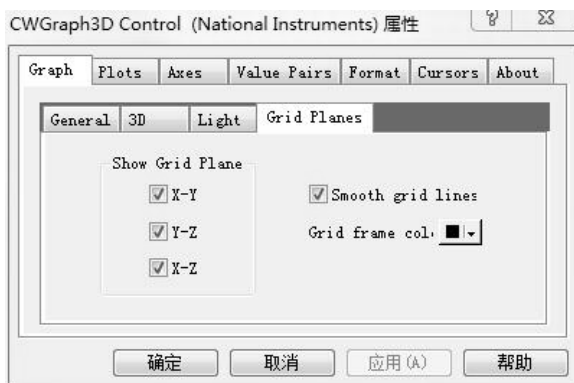 CWGraph3D Control (National Instruments) 属性
Graph Plots Axes Value Pairs Format Cursors About
General 3D Light Grid Planes
Show Grid Plane
X-Y Smooth grid lines
Y-Z Grid frame col
X-Z
确定 取消 应用(A) 帮助